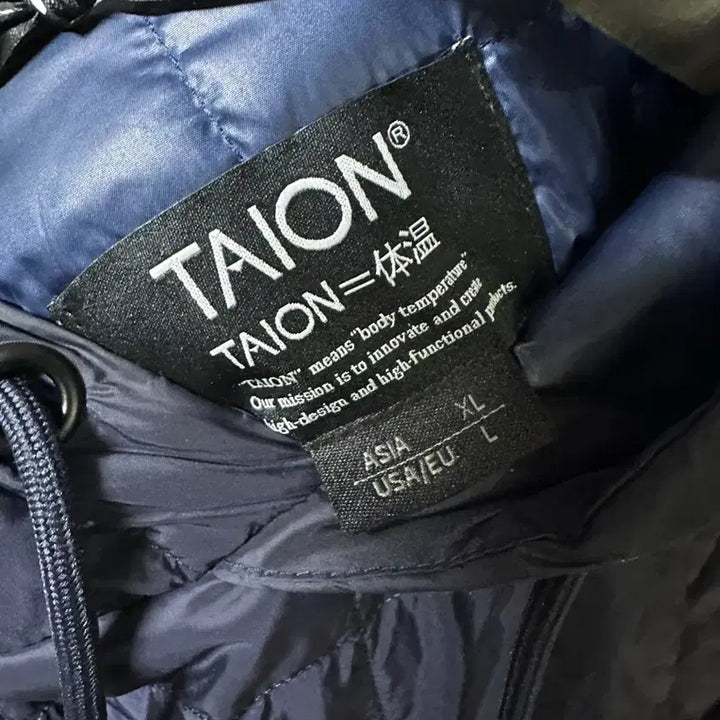 TAION®
TAION=体温
"TAION" means "body temperature"
Our mission is to innovate and create
high-design and high-functional products.
ASIA XL
USA/EU L